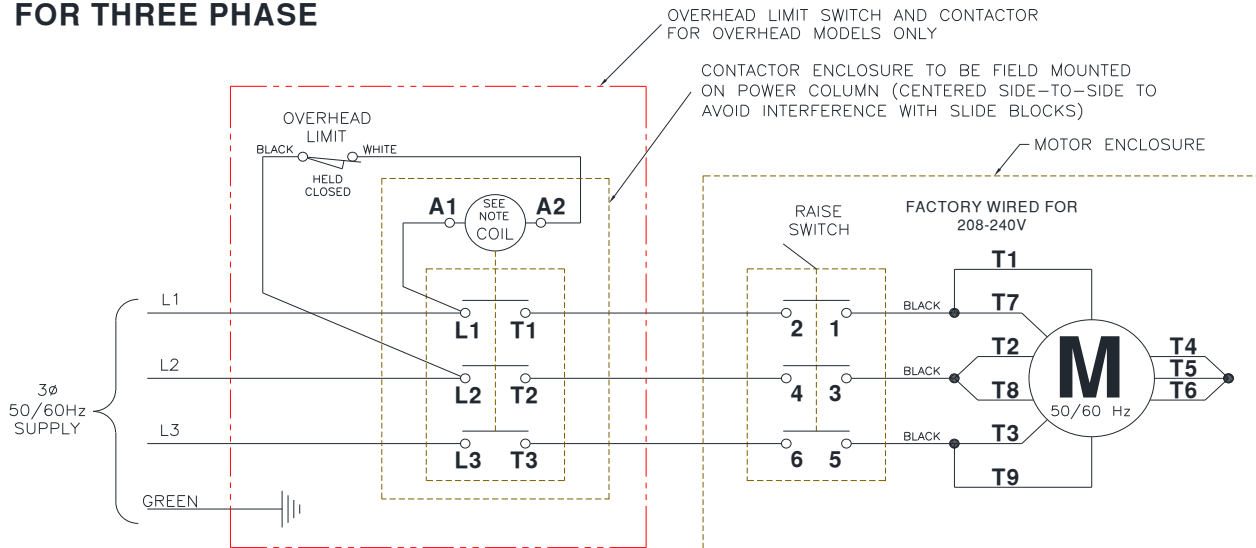 FOR THREE PHASE
OVERHEAD LIMIT SWITCH AND CONTACTOR
FOR OVERHEAD MODELS ONLY
CONTACTOR ENCLOSURE TO BE FIELD MOUNTED
ON POWER COLUMN (CENTERED SIDE-TO-SIDE TO
AVOID INTERFERENCE WITH SLIDE BLOCKS)
MOTOR ENCLOSURE
OVERHEAD
LIMIT
BLACK
WHITE
HELD
CLOSED
A1
SEE
NOTE
COIL
A2
RAISE
SWITCH
FACTORY WIRED FOR
208-240V
T1
L1
L1
T1
2
1
BLACK
T7
L2
L2
T2
4
3
BLACK
T2
T8
M
50/60 Hz
T4
T5
T6
3ø
50/60Hz
SUPPLY
L3
L3
T3
6
5
BLACK
T3
T9
GREEN